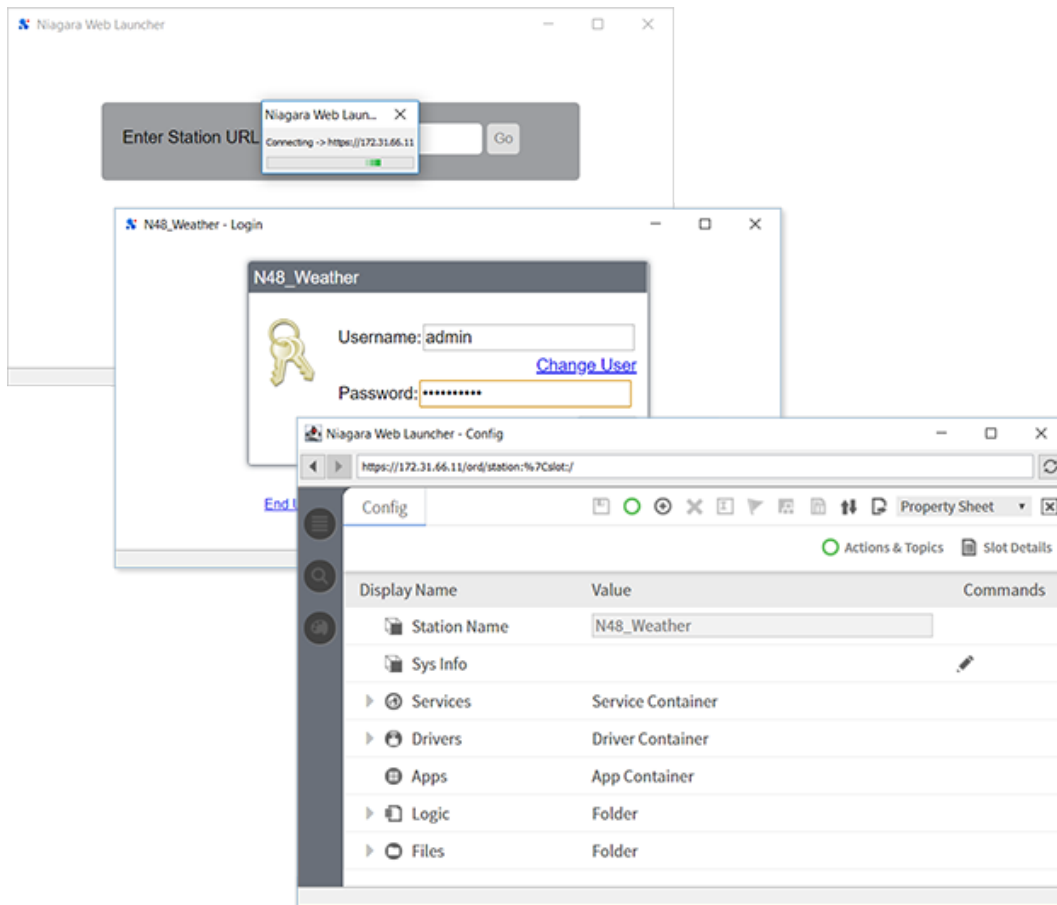 Niagara Web Launcher
Niagara Web Laun...
Enter Station URL
Connecting -> https://172.31.66.11
Go
N48_Weather - Login
N48_Weather
Username: admin
Change User
Password: ••••••••••
End U
Niagara Web Launcher - Config
https://172.31.66.11/ord/station:%7Cslot:/
Config
Property Sheet
Actions & Topics Slot Details
Display Name Value Commands
Station Name N48_Weather
Sys Info
Services Service Container
Drivers Driver Container
Apps App Container
Logic Folder
Files Folder